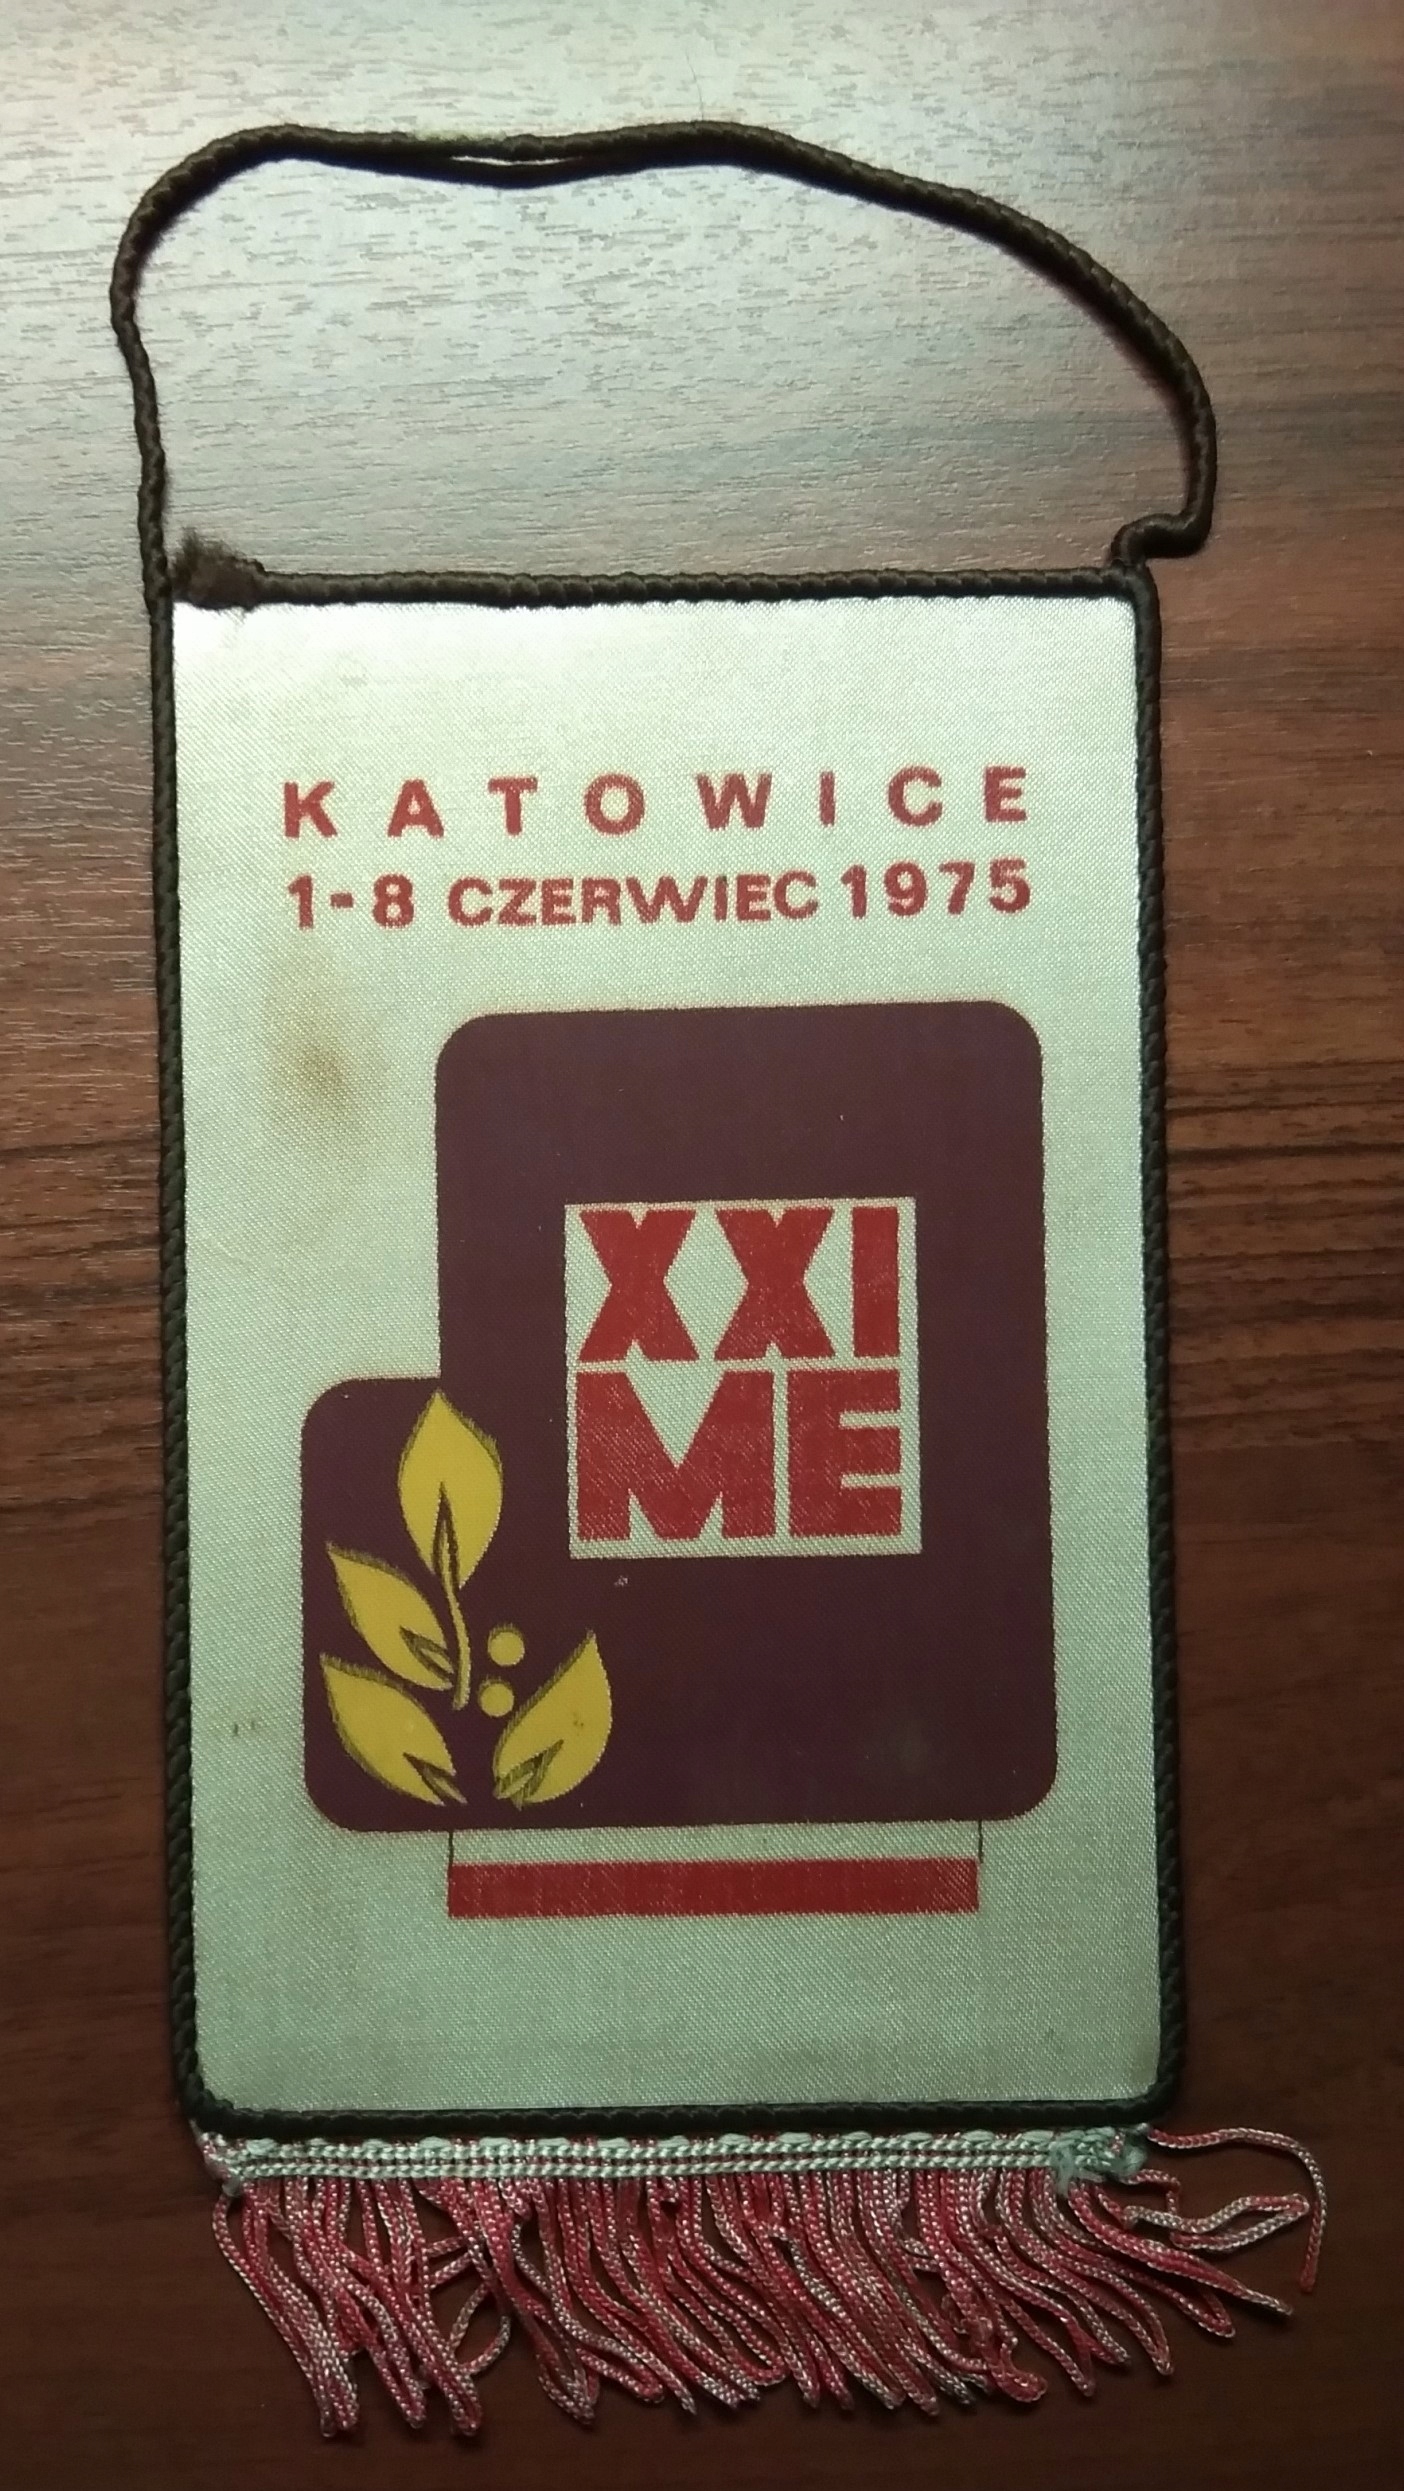 KATOWICE
1-8 CZERWIEC 1975
XXI
ME